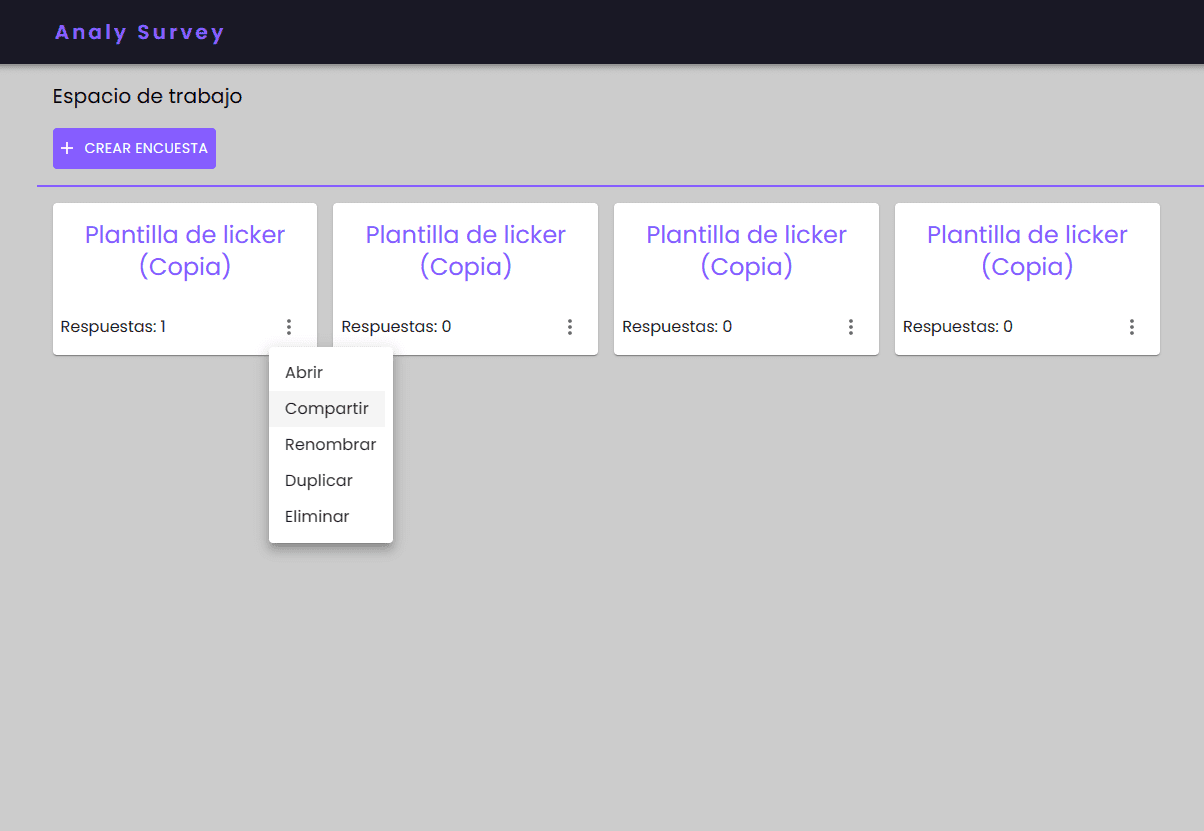 Analy Survey
Espacio de trabajo
+ CREAR ENCUESTA
Plantilla de licker
(Copia)
Respuestas: 1
Plantilla de licker
(Copia)
Respuestas: 0
Plantilla de licker
(Copia)
Respuestas: 0
Plantilla de licker
(Copia)
Respuestas: 0
Abrir
Compartir
Renombrar
Duplicar
Eliminar